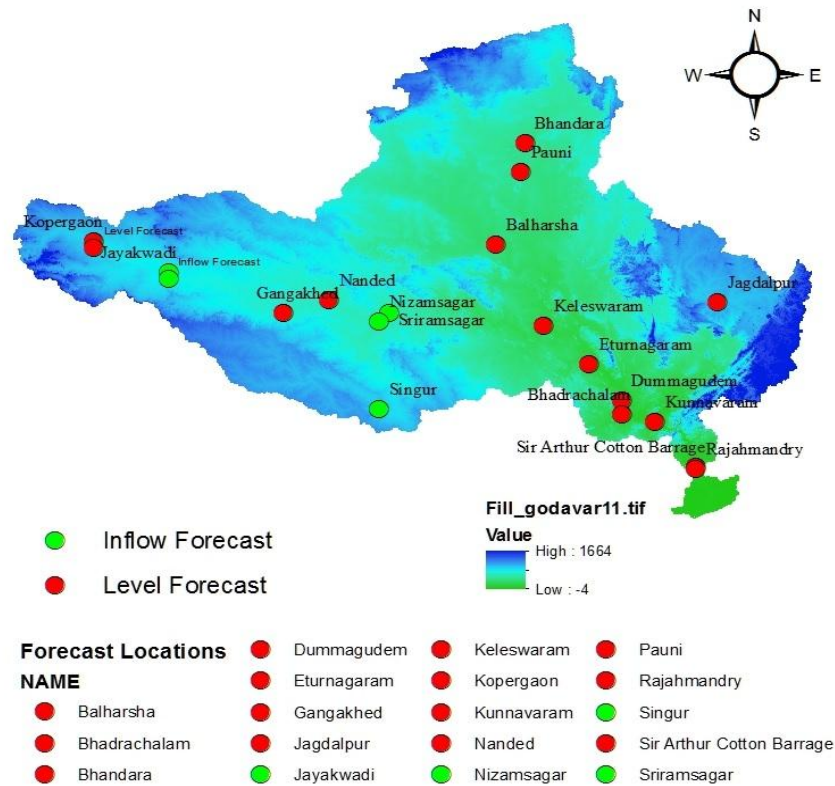 N
W
E
S
Bhandara
Pauni
Balharsha
Kopergaon
Level Forecast
Jayakwadi
Inflow Forecast
Nanded
Gangakhed
Nizamsagar
Sriramsagar
Keleswaram
Jagdalpur
Eturnagaram
Singur
Dummagudem
Bhadrachalam
Kunnavaram
Sir Arthur Cotton Barrage
Rajahmandry
Fill_godavar11.tif
Value
High : 1664
Low : -4
Inflow Forecast
Level Forecast
Forecast Locations
NAME
Balharsha
Bhadrachalam
Bhandara
Dummagudem
Eturnagaram
Gangakhed
Jagdalpur
Jayakwadi
Keleswaram
Kopergaon
Kunnavaram
Nanded
Nizamsagar
Pauni
Rajahmandry
Singur
Sir Arthur Cotton Barrage
Sriramsagar